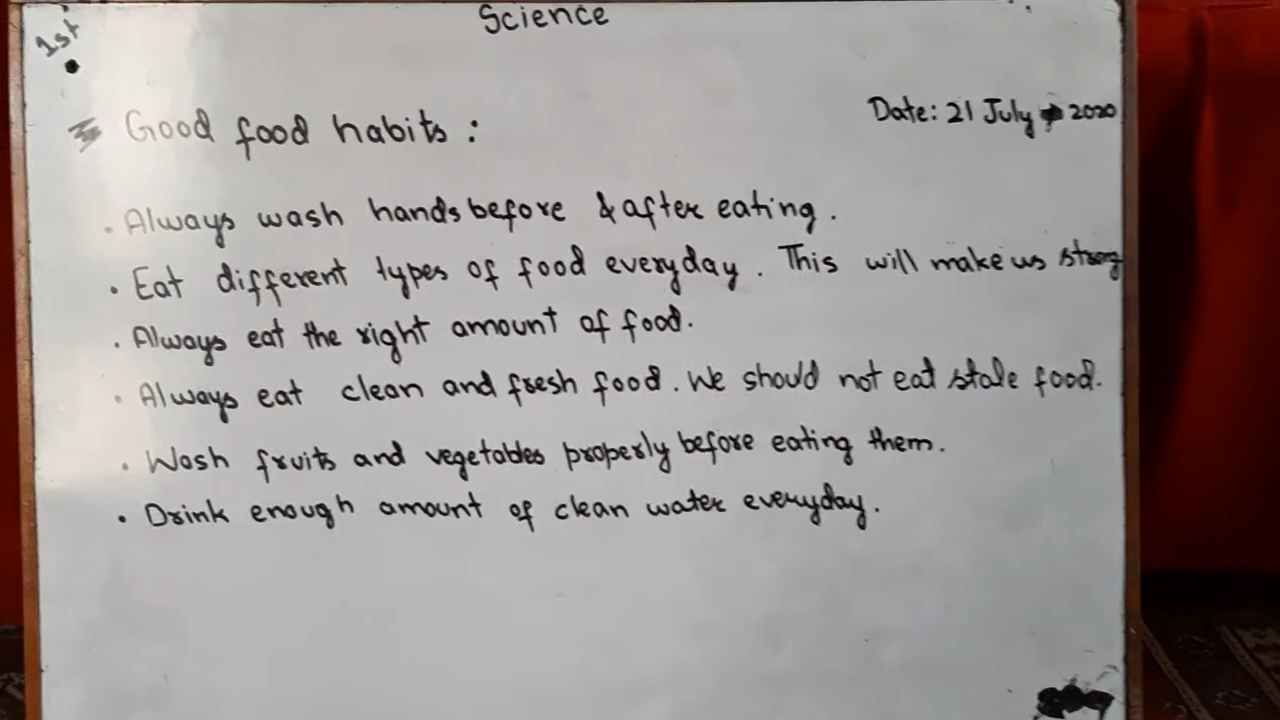 Science
1st
Good food habits :
Date: 21 July 2020
. Always wash hands before & after eating.
. Eat different types of food everyday. This will make us strong
. Always eat the right amount of food.
. Always eat clean and fresh food. We should not eat stale food.
. Wash fruits and vegetables properly before eating them.
. Drink enough amount of clean water everyday.